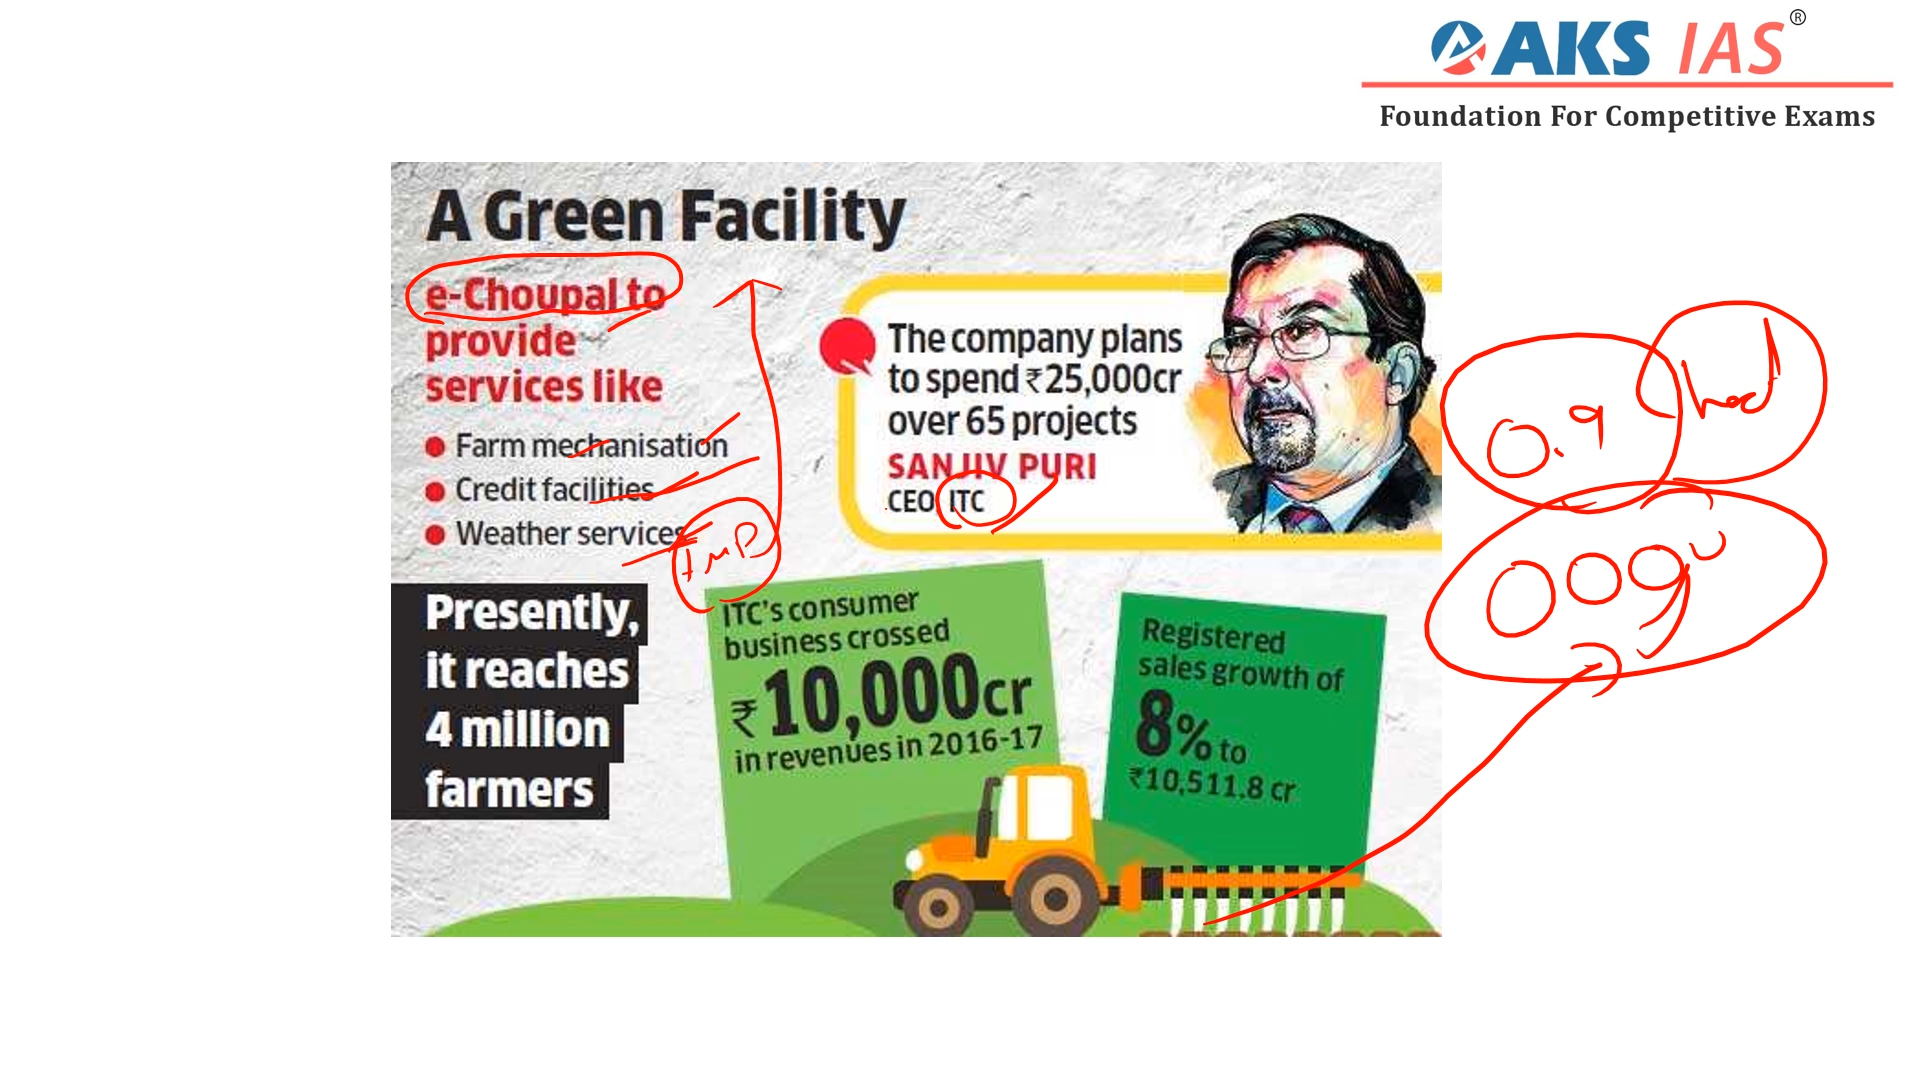 AKS IAS®
Foundation For Competitive Exams
A Green Facility
e-Choupal to
provide
services like
Farm mechanisation
Credit facilities
Weather services
IMP
The company plans
to spend ₹25,000cr
over 65 projects
SANJIV PURI
CEO, ITC
0.9
Presently,
it reaches
4 million
farmers
ITC's consumer
business crossed
₹10,000cr
in revenues in 2016-17
Registered
sales growth of
8% to
₹10,511.8 cr